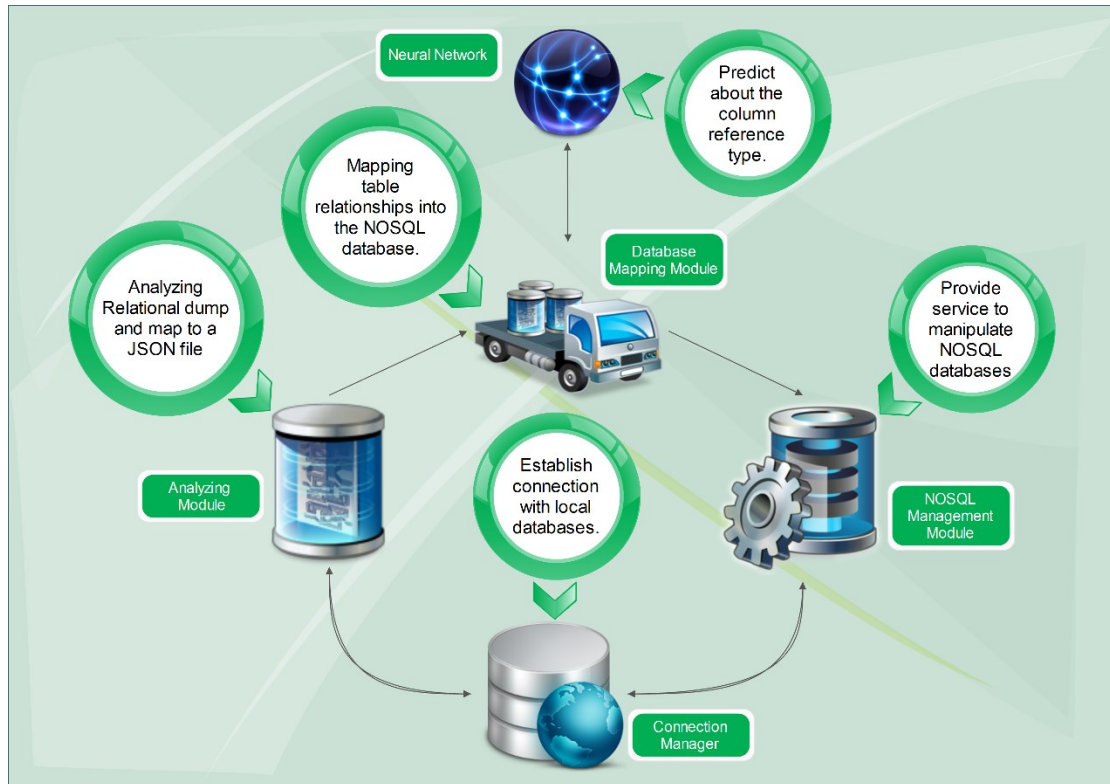 Neural Network
Predict
about the
column
reference
type.
Mapping
table
relationships into
the NOSQL
database.
Database
Mapping Module
Analyzing
Relational dump
and map to a
JSON file
Provide
service to
manipulate
NOSQL
databases
Analyzing
Module
Establish
connection
with local
databases.
NOSQL
Management
Module
Connection
Manager